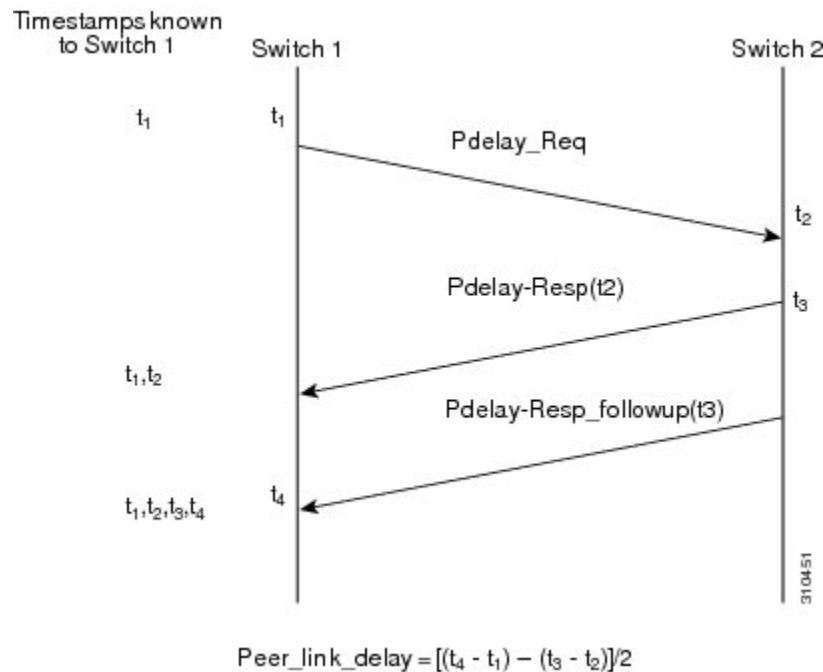 Timestamps known
to Switch 1
Switch 1
Switch 2
t₁
t₁
Pdelay_Req
t₂
Pdelay-Resp(t2)
t₃
t₁,t₂
Pdelay-Resp_followup(t3)
t₄
t₁,t₂,t₃,t₄
310451
Peer_link_delay = [(t₄ - t₁) – (t₃ - t₂)]/2